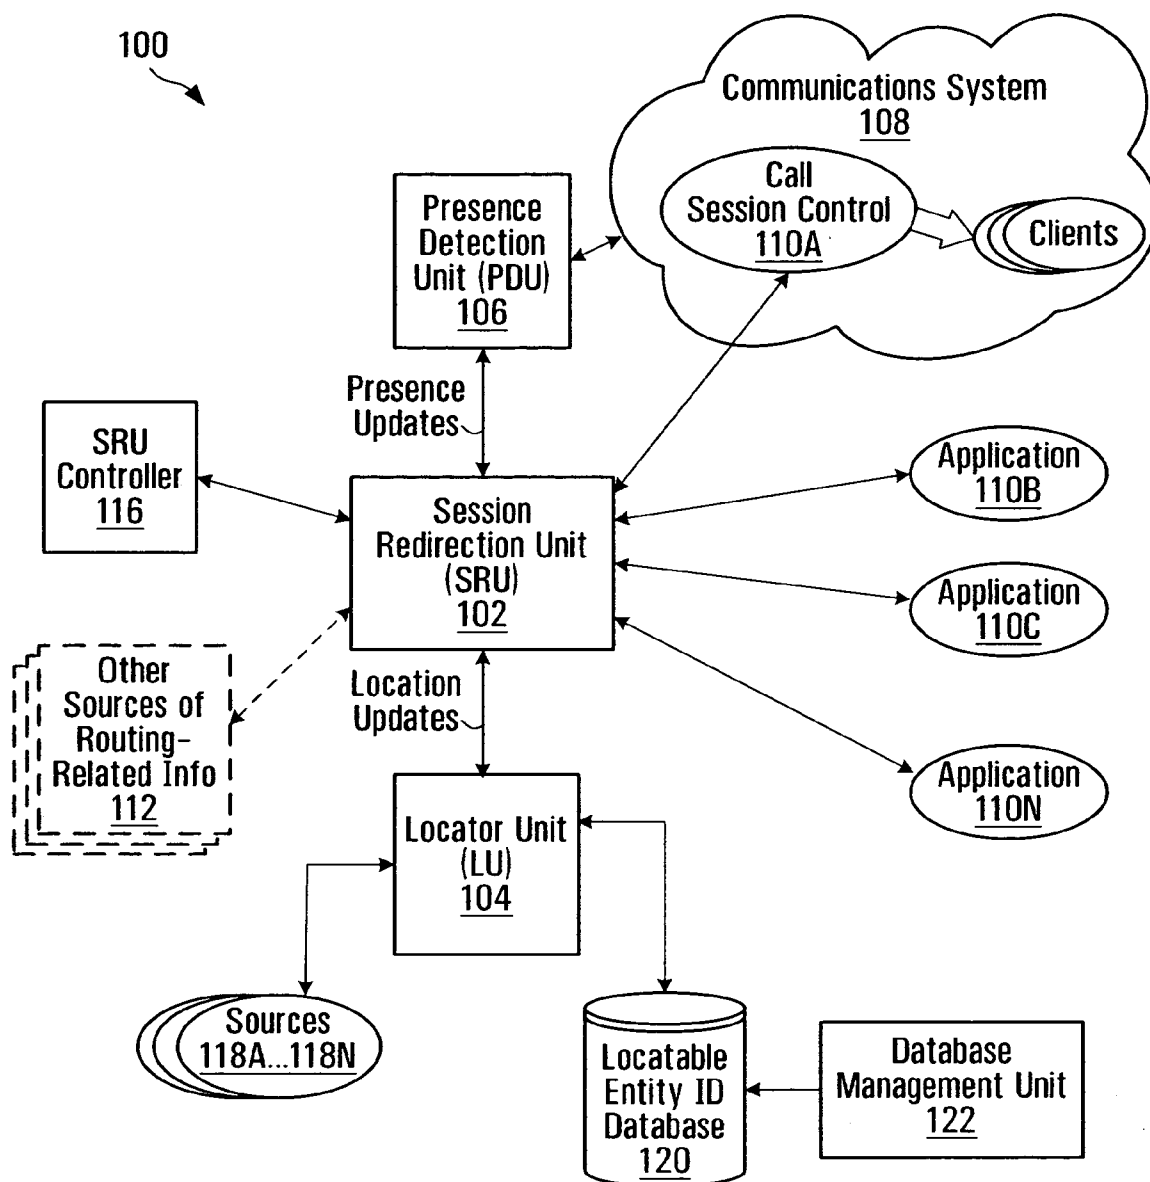 100
Communications System
108
Call
Session Control
110A
Clients
Presence
Detection
Unit (PDU)
106
Presence
Updates
SRU
Controller
116
Session
Redirection Unit
(SRU)
102
Application
110B
Application
110C
Application
110N
Other
Sources of
Routing-
Related Info
112
Location
Updates
Locator Unit
(LU)
104
Sources
118A...118N
Locatable
Entity ID
Database
120
Database
Management Unit
122